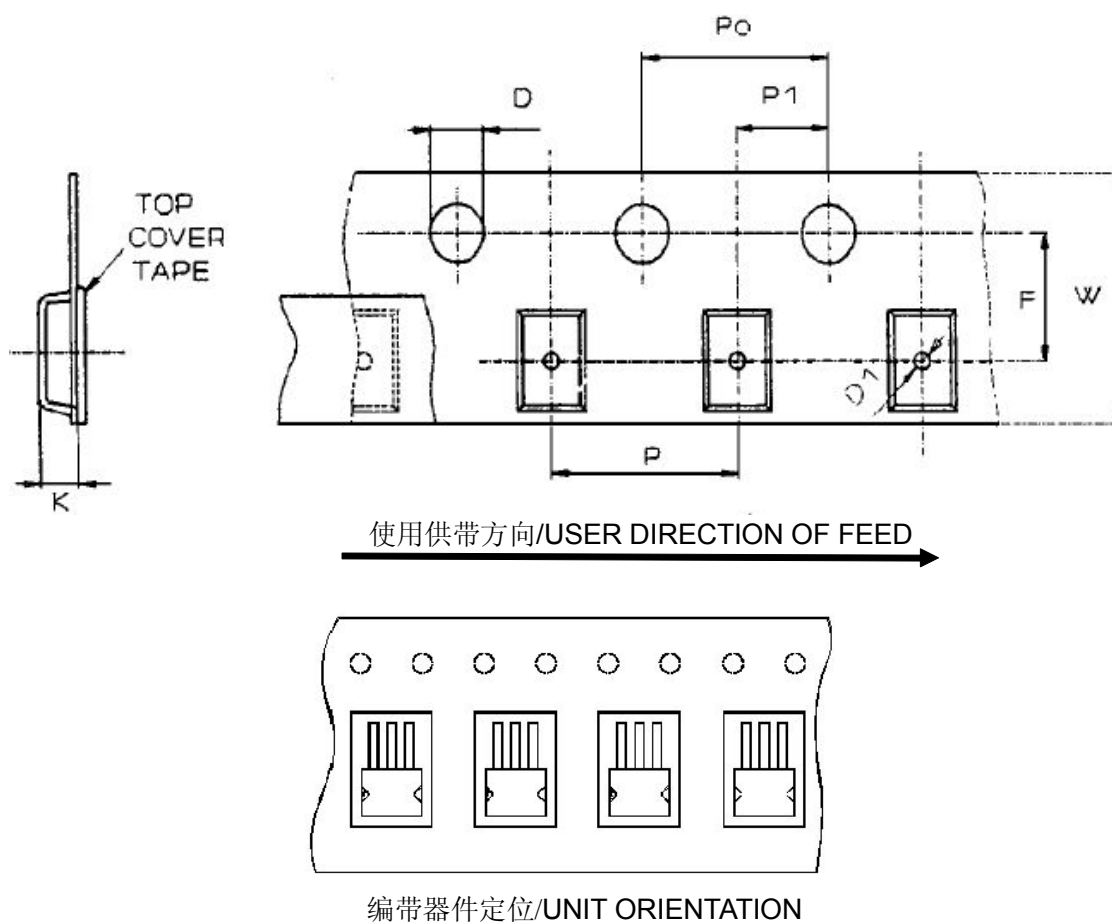 Po
P1
D
TOP
COVER
TAPE
F
W
D1
P
K
使用供带方向/USER DIRECTION OF FEED
编带器件定位/UNIT ORIENTATION